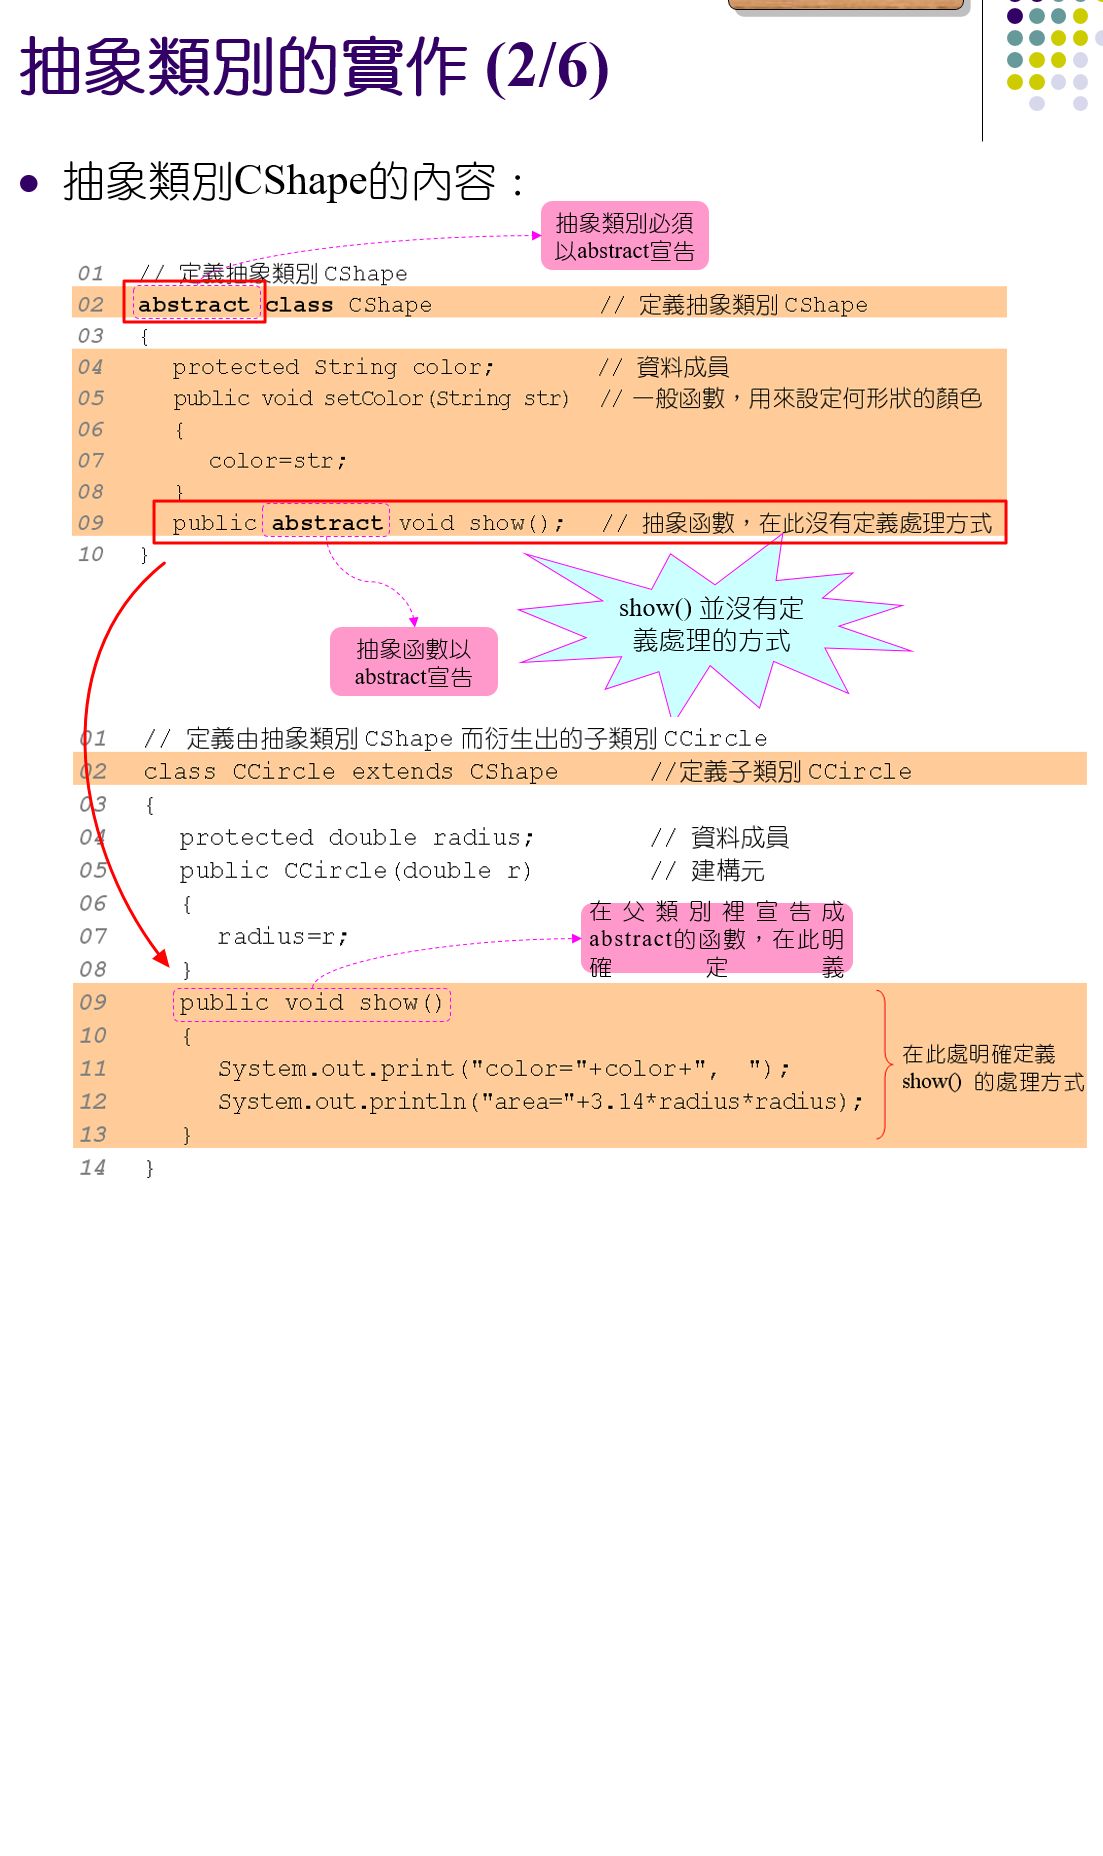 抽象類別的實作 (2/6)
● 抽象類別CShape的內容：
抽象類別必須
以abstract宣告
01 // 定義抽象類別 CShape
02 abstract class CShape // 定義抽象類別 CShape
03 {
04 protected String color; // 資料成員
05 public void setColor(String str) // 一般函數，用來設定何形狀的顏色
06 {
07 color=str;
08 }
09 public abstract void show(); // 抽象函數，在此沒有定義處理方式
10 }
show() 並沒有定
義處理的方式
抽象函數以
abstract宣告
01 // 定義由抽象類別 CShape 而衍生出的子類別 CCircle
02 class CCircle extends CShape //定義子類別 CCircle
03 {
04 protected double radius; // 資料成員
05 public CCircle(double r) // 建構元
06 {
07 radius=r;
08 }
在父類別裡宣告成
abstract的函數，在此明
確定義
09 public void show()
10 {
11 System.out.print("color="+color+", ");
12 System.out.println("area="+3.14*radius*radius);
13 }
14 }
在此處明確定義
show() 的處理方式